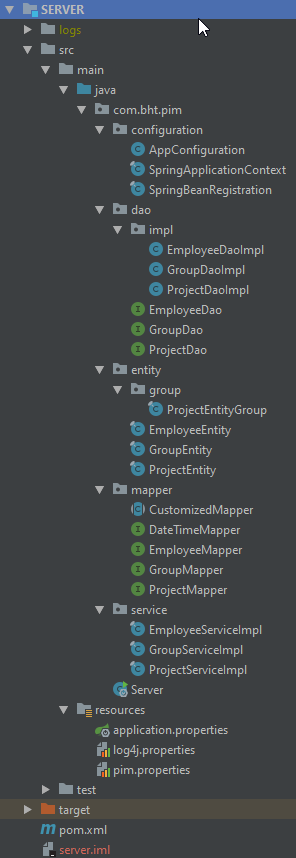 SERVER
logs
src
main
java
com.bht.pim
configuration
AppConfiguration
SpringApplicationContext
SpringBeanRegistration
dao
impl
EmployeeDaoImpl
GroupDaoImpl
ProjectDaoImpl
EmployeeDao
GroupDao
ProjectDao
entity
group
ProjectEntityGroup
EmployeeEntity
GroupEntity
ProjectEntity
mapper
CustomizedMapper
DateTimeMapper
EmployeeMapper
GroupMapper
ProjectMapper
service
EmployeeServiceImpl
GroupServiceImpl
ProjectServiceImpl
Server
resources
application.properties
log4j.properties
pim.properties
test
target
pom.xml
server.iml